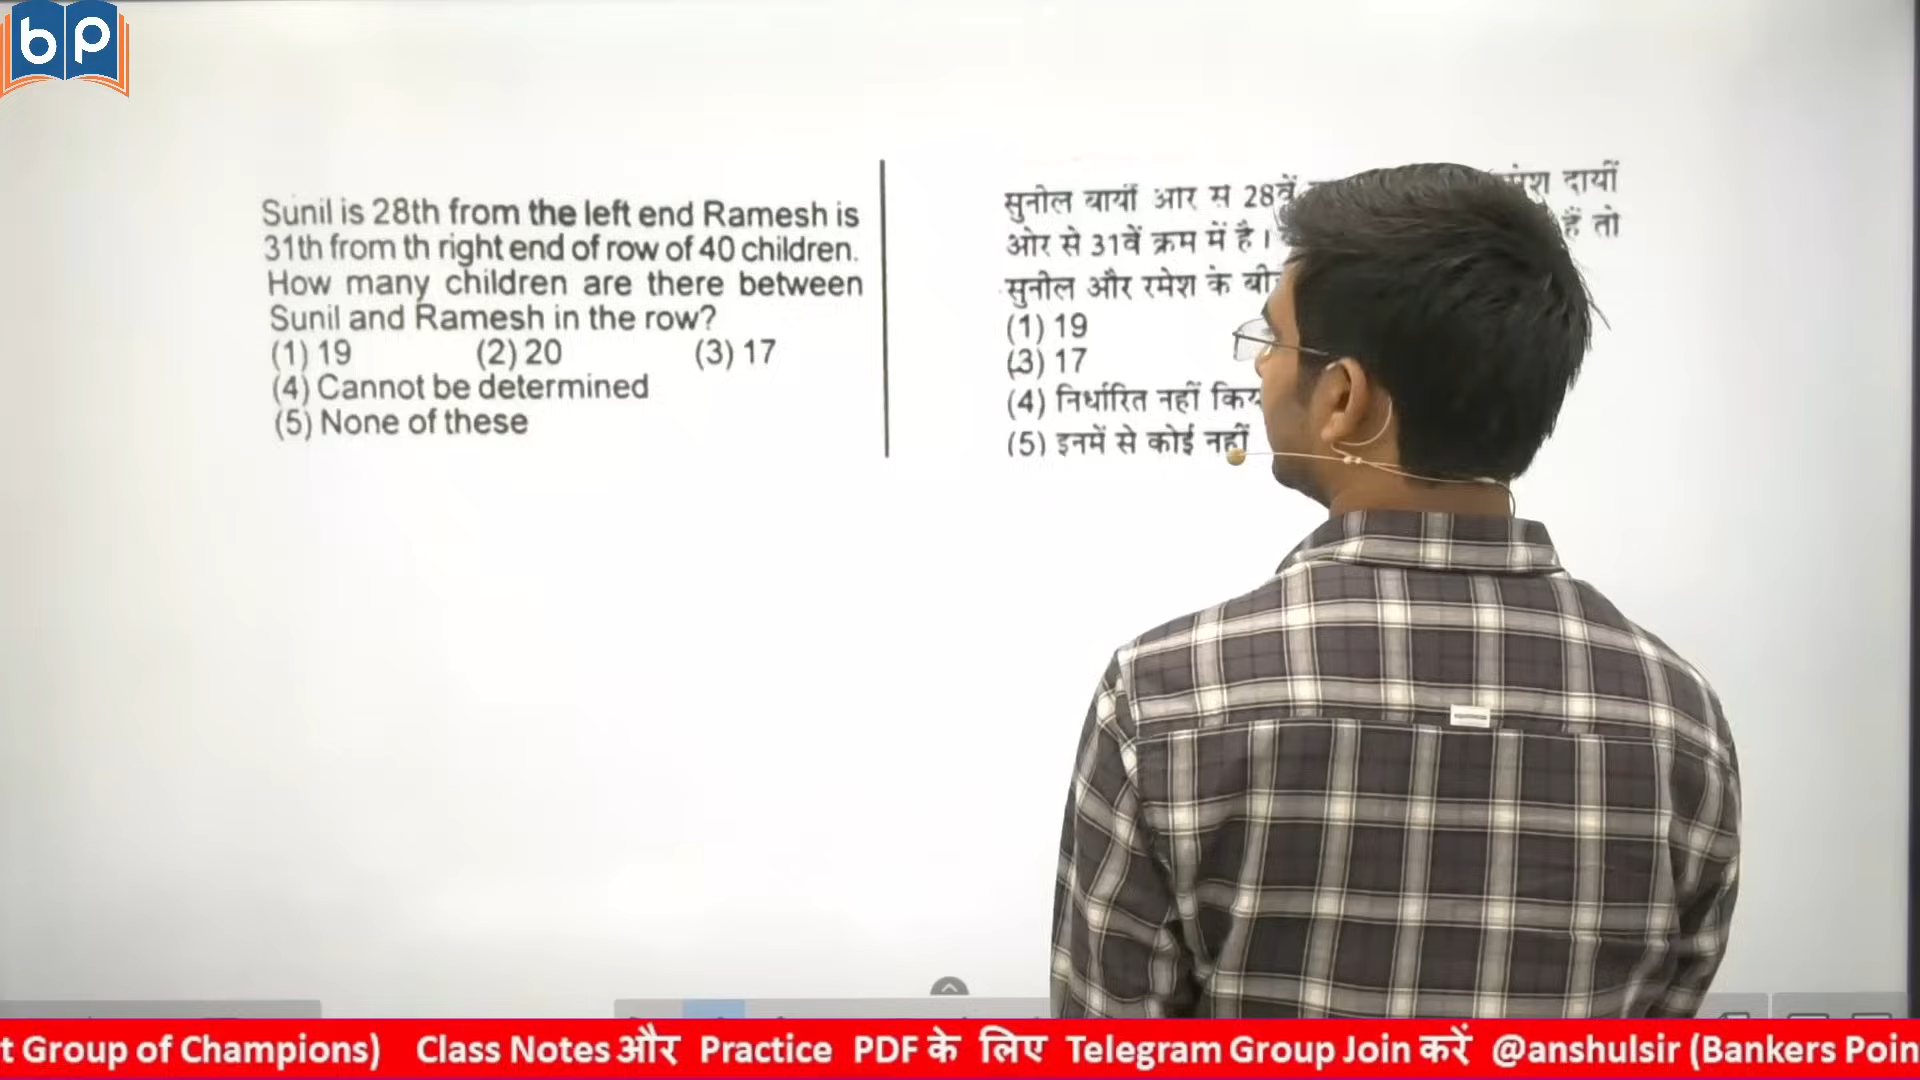 bp
Sunil is 28th from the left end Ramesh is
31th from th right end of row of 40 children.
How many children are there between
Sunil and Ramesh in the row?
(1) 19 (2) 20 (3) 17
(4) Cannot be determined
(5) None of these
सुनील बायीं ओर से 28वें दायीं
ओर से 31वें क्रम में है। हैं तो
सुनील और रमेश के
(1) 19
(3) 17
(4) निर्धारित नहीं
(5) इनमें से कोई नहीं
t Group of Champions) Class Notes और Practice PDF के लिए Telegram Group Join करें @anshulsir (Bankers Poin